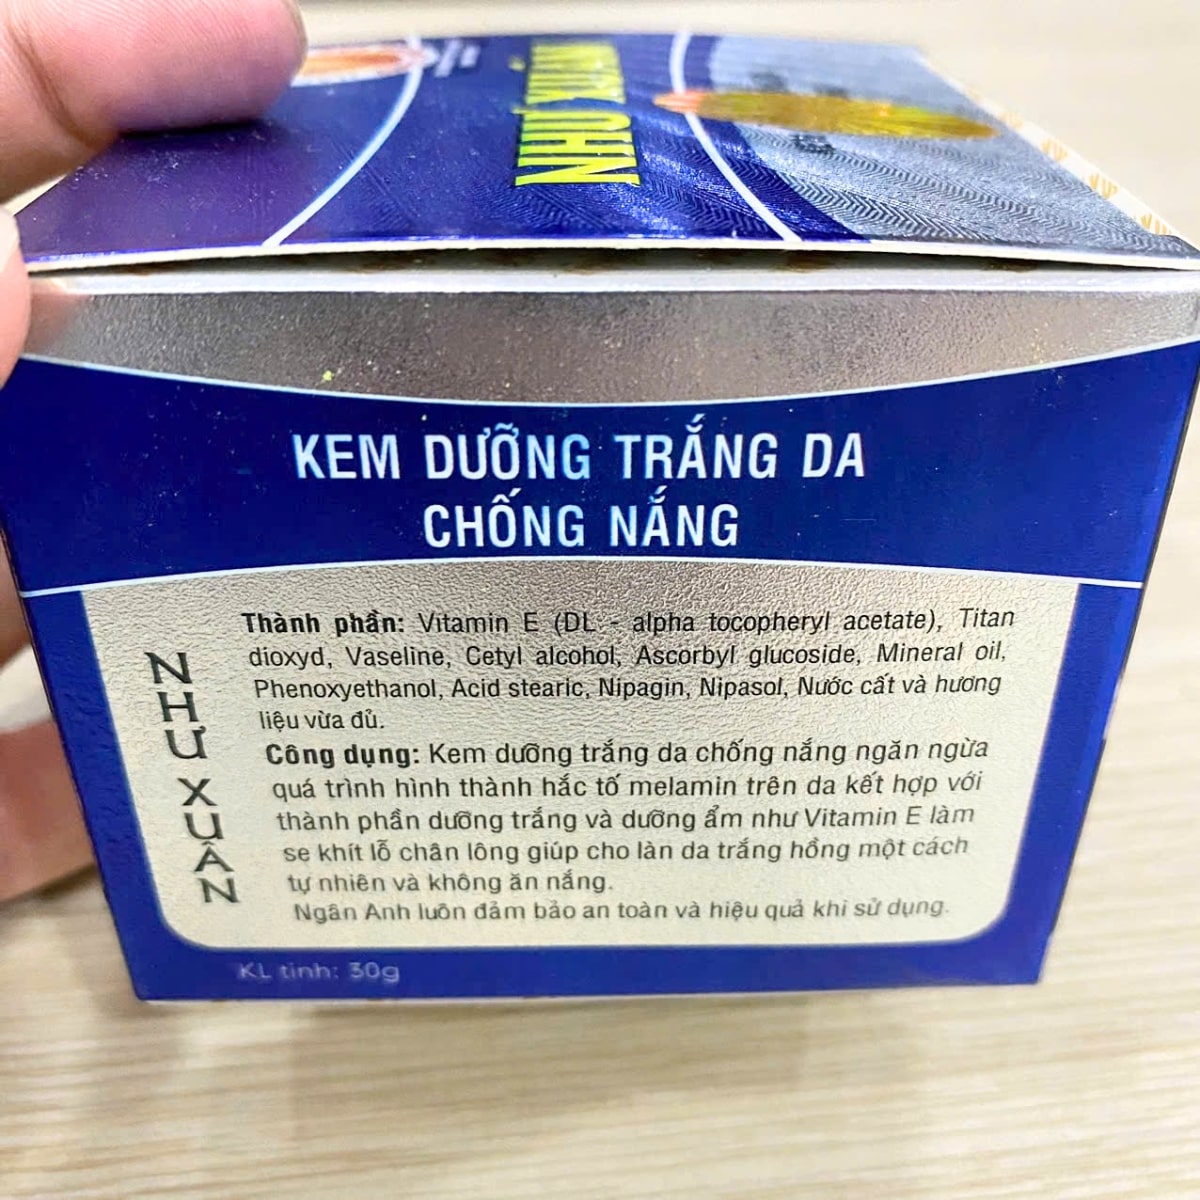 NHƯ XUÂN
KEM DƯỠNG TRẮNG DA
CHỐNG NẮNG
NHƯ XUÂN
Thành phần: Vitamin E (DL - alpha tocopheryl acetate), Titan
dioxyd, Vaseline, Cetyl alcohol, Ascorbyl glucoside, Mineral oil,
Phenoxyethanol, Acid stearic, Nipagin, Nipasol, Nước cất và hương
liệu vừa đủ.
Công dụng: Kem dưỡng trắng da chống nắng ngăn ngừa
quá trình hình thành hắc tố melamin trên da kết hợp với
thành phần dưỡng trắng và dưỡng ẩm như Vitamin E làm
se khít lỗ chân lông giúp cho làn da trắng hồng một cách
tự nhiên và không ăn nắng.
Ngân Anh luôn đảm bảo an toàn và hiệu quả khi sử dụng.
KL tịnh: 30g